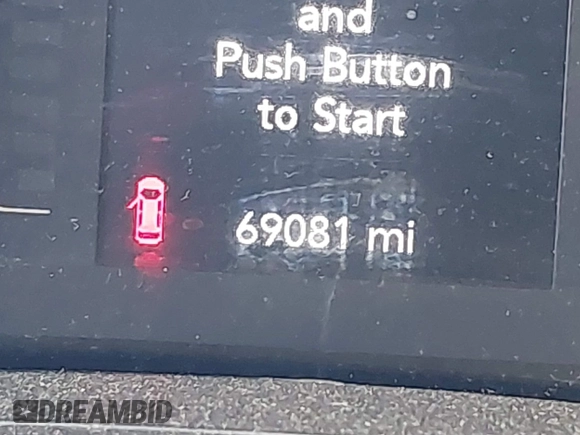 and
Push Button
to Start
69081 mi
DREAMBID